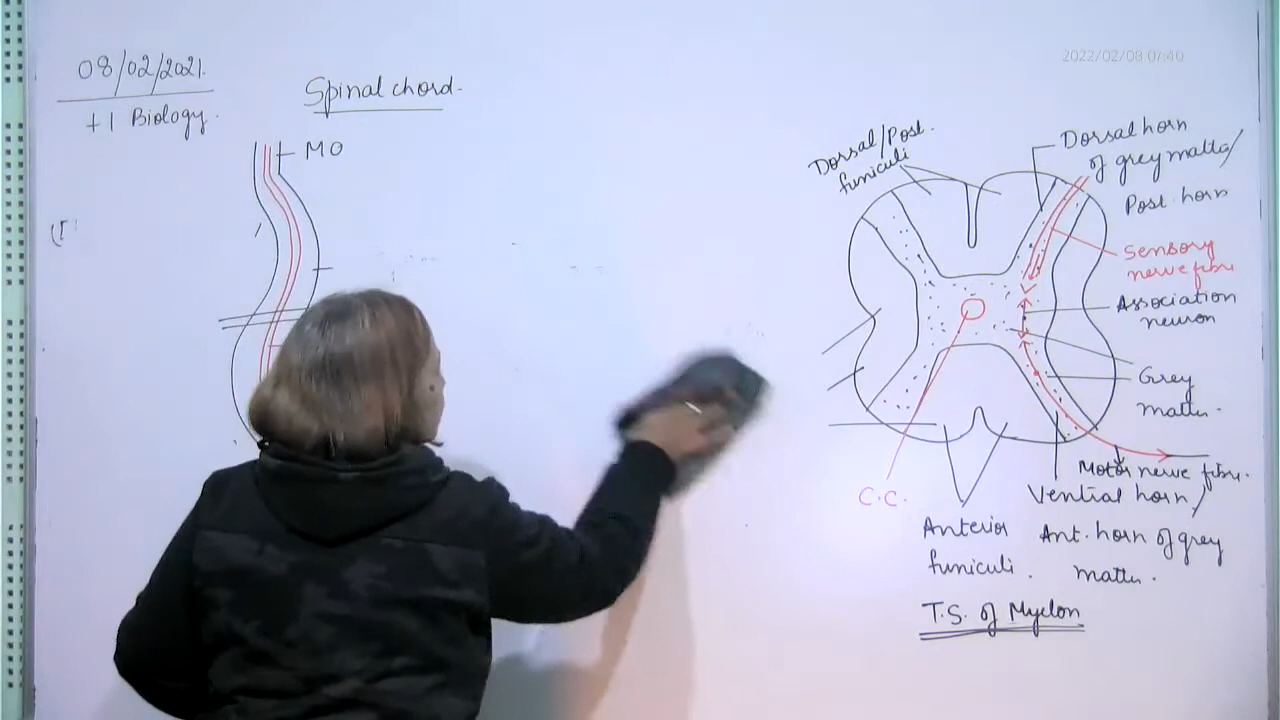 2022/02/08 07:40
08/02/2021.
+1 Biology.
Spinal chord.
MO
Dorsal/Post.
funiculi
Dorsal horn
of grey matter/
Post horn
Sensory
nerve fibre
Association
neuron
Grey
matter.
Motor nerve fibre.
C.C.
Ventral horn/
Ant. horn of grey
matter.
Anterior
funiculi.
T.S. of Myelon